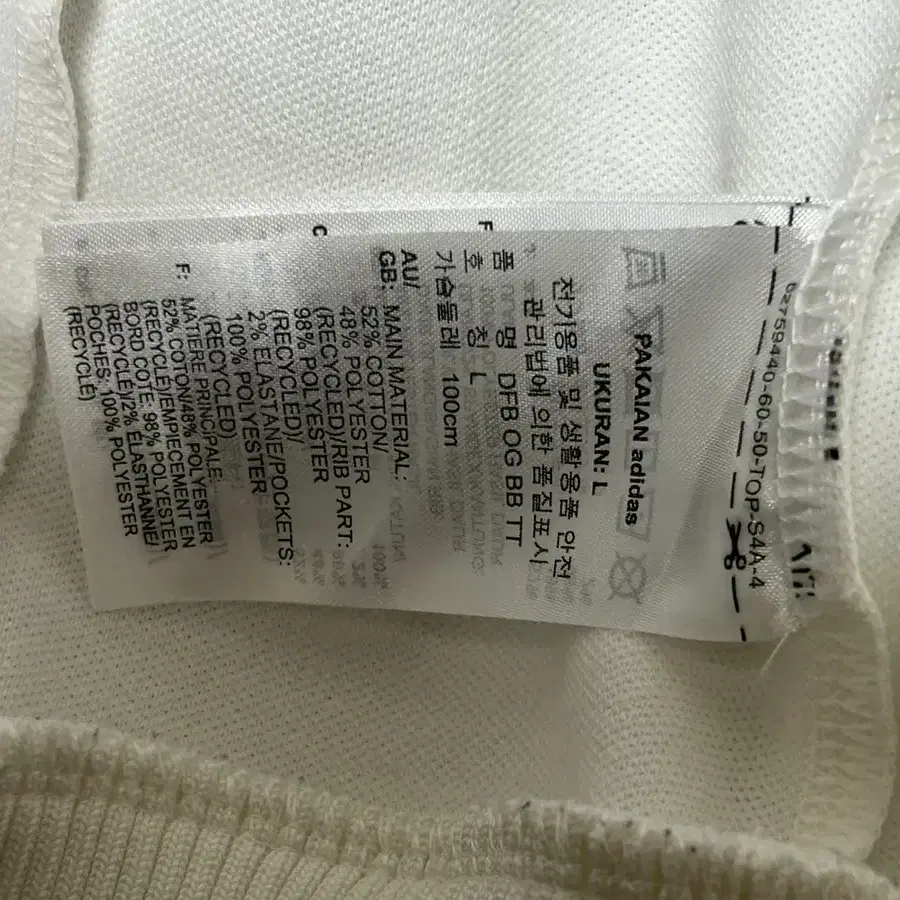 62759440-60-50-TOP-S4A-4
PAKAIAN adidas
UKURAN: L
전기용품 및 생활용품 안전
관리법에 의한 품질표시
품 명 DFB OG BB TT
호 칭 L
가슴둘레 100cm
F
AU/
GB: MAIN MATERIAL:
52% COTTON/
48% POLYESTER
(RECYCLED)/RIB PART:
98% POLYESTER
(RECYCLED)/
2% ELASTANE/POCKETS:
100% POLYESTER
(RECYCLED)
C
F: MATIERE PRINCIPALE:
52% COTON/48% POLYESTER
(RECYCLÉ)/EMPIECEMENT EN
BORD COTE: 98% POLYESTER
(RECYCLÉ)/2% ELASTHANNE/
POCHES: 100% POLYESTER
(RECYCLÉ)